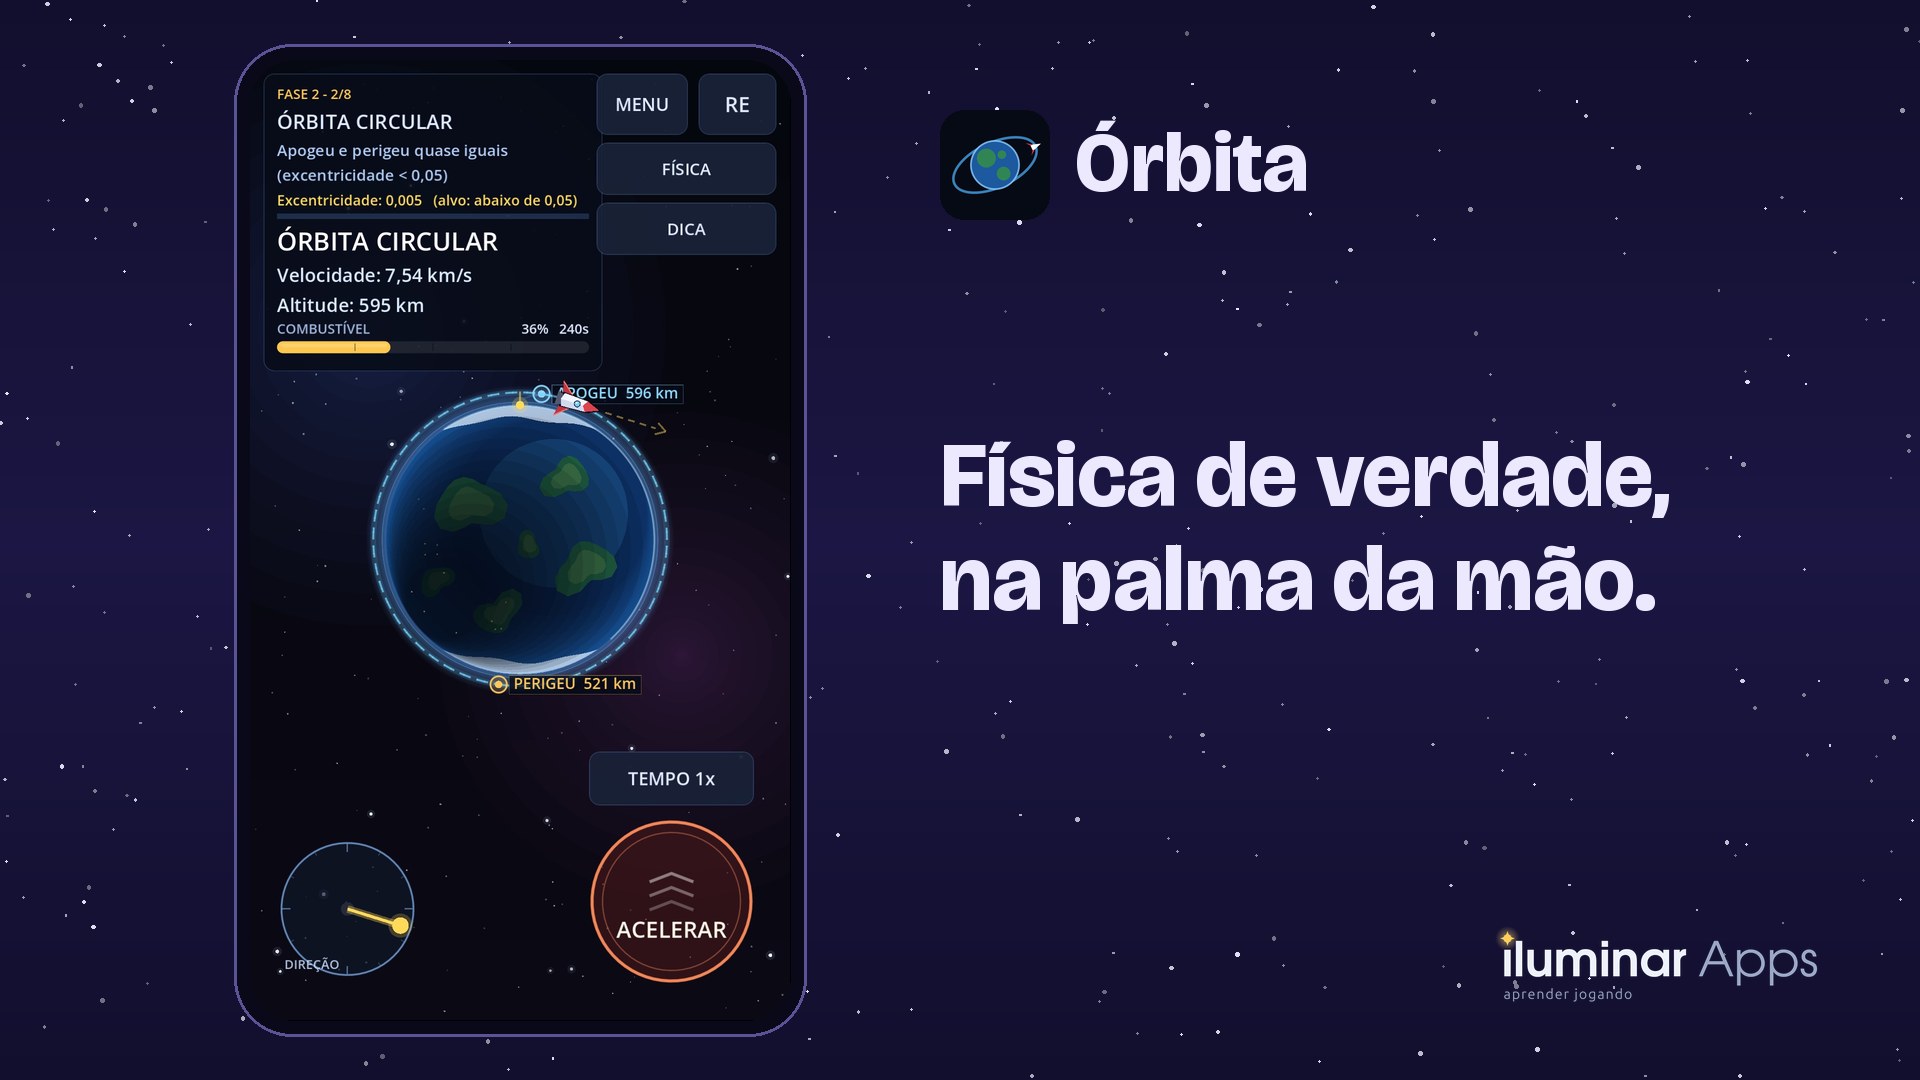 FASE 2 - 2/8
ÓRBITA CIRCULAR
Apogeu e perigeu quase iguais
(excentricidade < 0,05)
Excentricidade: 0,005 (alvo: abaixo de 0,05)
ÓRBITA CIRCULAR
Velocidade: 7,54 km/s
Altitude: 595 km
COMBUSTÍVEL 36% 240s
MENU
RE
FÍSICA
DICA
APOGEU 596 km
PERIGEU 521 km
TEMPO 1x
ACELERAR
DIREÇÃO
Órbita
Física de verdade,
na palma da mão.
iluminar Apps
aprender jogando